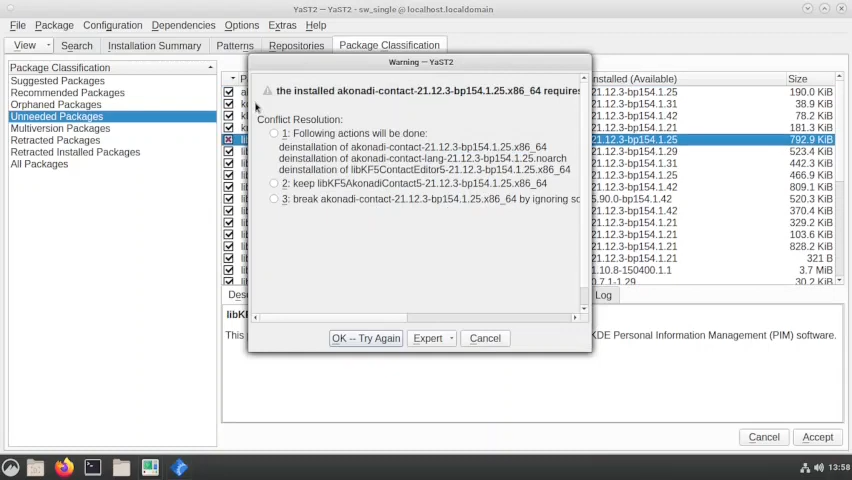 YaST2 — YaST2 - sw_single @ localhost.localdomain
File Package Configuration Dependencies Options Extras Help
View Search Installation Summary Patterns Repositories Package Classification
Package Classification
Suggested Packages
Recommended Packages
Orphaned Packages
Unneeded Packages
Multiversion Packages
Retracted Packages
Retracted Installed Packages
All Packages
Warning — YaST2
the installed akonadi-contact-21.12.3-bp154.1.25.x86_64 requires
Conflict Resolution:
1: Following actions will be done:
deinstallation of akonadi-contact-21.12.3-bp154.1.25.x86_64
deinstallation of akonadi-contact-lang-21.12.3-bp154.1.25.noarch
deinstallation of libKF5ContactEditor5-21.12.3-bp154.1.25.x86_64
2: keep libKF5AkonadiContact5-21.12.3-bp154.1.25.x86_64
3: break akonadi-contact-21.12.3-bp154.1.25.x86_64 by ignoring
OK -- Try Again Expert Cancel
Installed (Available) Size
21.12.3-bp154.1.25 190.0 KiB
21.12.3-bp154.1.31 38.9 KiB
21.12.3-bp154.1.42 78.2 KiB
21.12.3-bp154.1.21 181.3 KiB
21.12.3-bp154.1.25 792.9 KiB
21.12.3-bp154.1.29 523.4 KiB
21.12.3-bp154.1.31 442.3 KiB
21.12.3-bp154.1.25 465.9 KiB
21.12.3-bp154.1.42 809.1 KiB
5.90.0-bp154.1.42 520.3 KiB
21.12.3-bp154.1.42 370.4 KiB
21.12.3-bp154.1.21 329.2 KiB
21.12.3-bp154.1.21 103.6 KiB
21.12.3-bp154.1.21 828.2 KiB
21.12.3-bp154.1.21 321 B
1.10.8-150400.1.1 3.7 MiB
0.7.1-1.29 30.2 KiB
Log
KDE Personal Information Management (PIM) software.
This
Cancel Accept
13:58